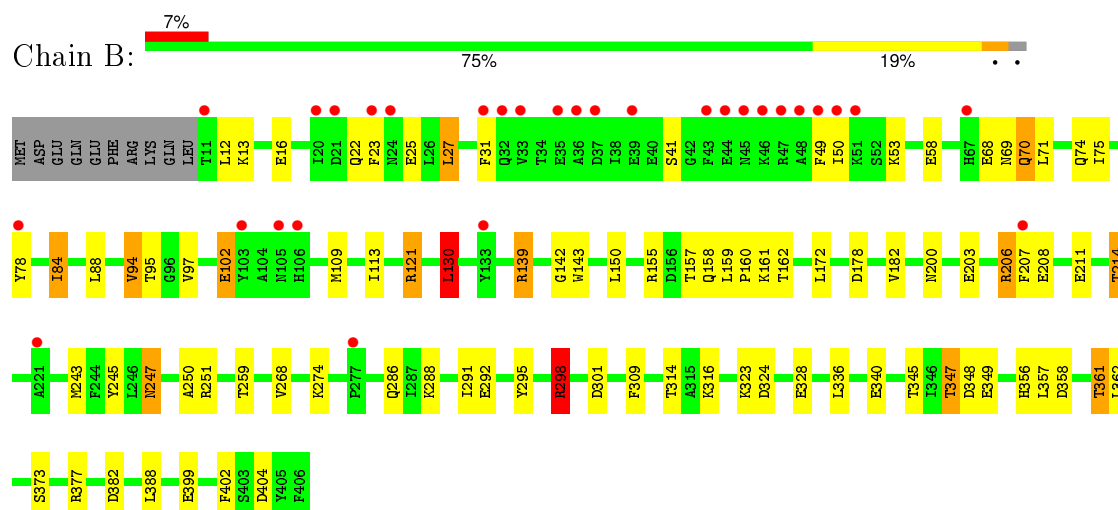 7%
Chain B:
75% 19% • •
MET ASP GLU GLN GLU PHE ARG LYS GLN LEU T11 L12 K13 E16 I20 D21 Q22 F23 N24 E25 L26 L27 F31 Q32 V33 T34 E35 A36 D37 I38 E39 E40 S41 G42 F43 E44 N45 K46 R47 A48 F49 I50 K51 S52 K53 E58 H67 E68 N69 Q70 L71 Q74 I75
Y78 I84 L88 V94 T95 G96 V97 E102 Y103 A104 N105 H106 M109 I113 R121 L130 Y133 R139 G142 W143 L150 R155 D156 T157 Q158 L159 P160 K161 T162 L172 D178 V182 N200 E203 R206 F207 E208 E211 T214
A221 M243 F244 Y245 L246 N247 A250 R251 T259 V268 K274 P277 Q286 I287 K288 I291 E292 Y295 R298 D301 F309 T314 A315 K316 K323 D324 E328 L336 E340 T345 I346 T347 D348 E349 H356 L357 D358 T361 L362
S373 R377 D382 L388 E399 F402 S403 D404 Y405 F406